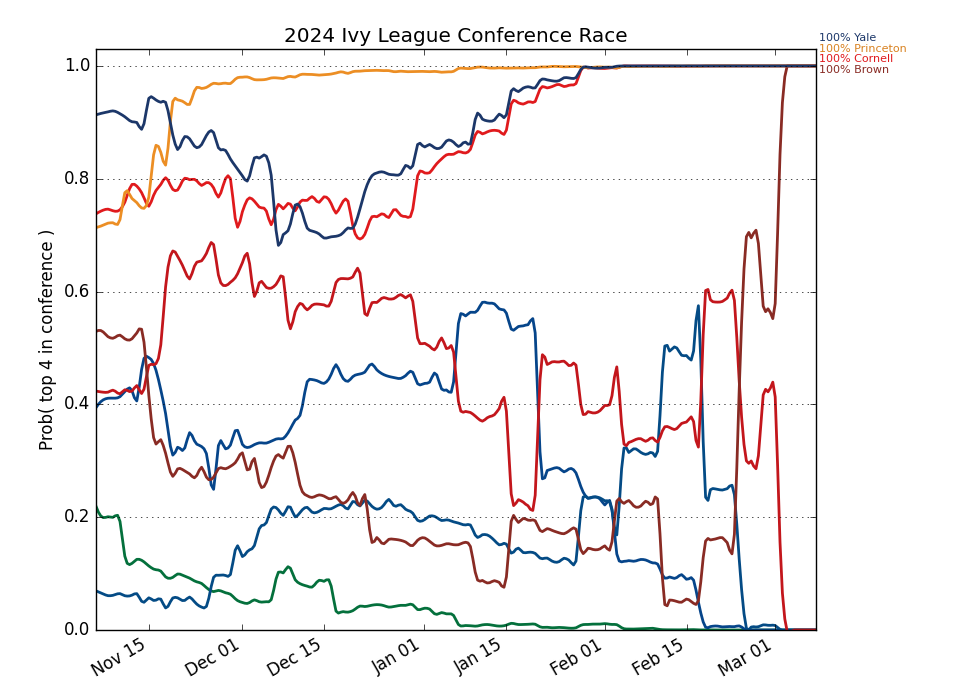 2024 Ivy League Conference Race
100% Yale
100% Princeton
100% Cornell
100% Brown
Prob( top 4 in conference )
1.0
0.8
0.6
0.4
0.2
0.0
Nov 15
Dec 01
Dec 15
Jan 01
Jan 15
Feb 01
Feb 15
Mar 01